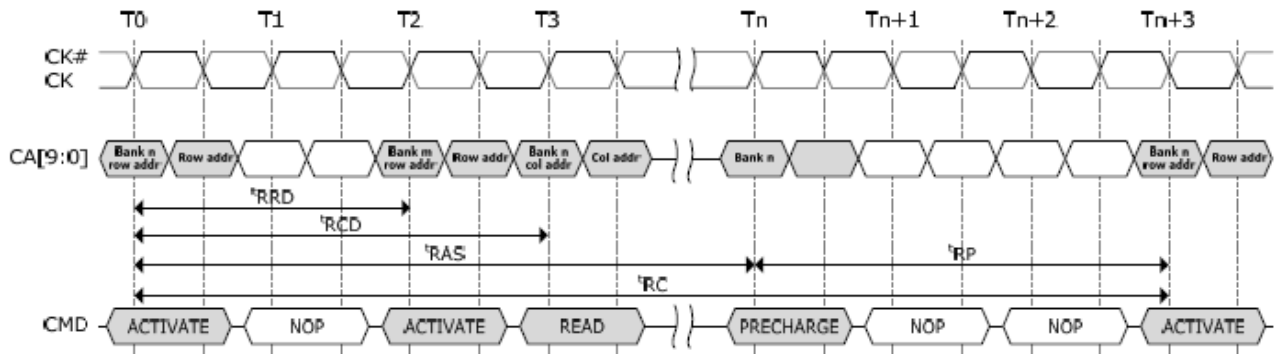 T0 T1 T2 T3 Tn Tn+1 Tn+2 Tn+3
CK#
CK
CA[9:0]
Bank n row addr
Row addr
Bank m row addr
Row addr
Bank n col addr
Col addr
Bank n
Bank n row addr
Row addr
tRRD
tRCD
tRAS tRP
tRC
CMD ACTIVATE NOP ACTIVATE READ PRECHARGE NOP NOP ACTIVATE